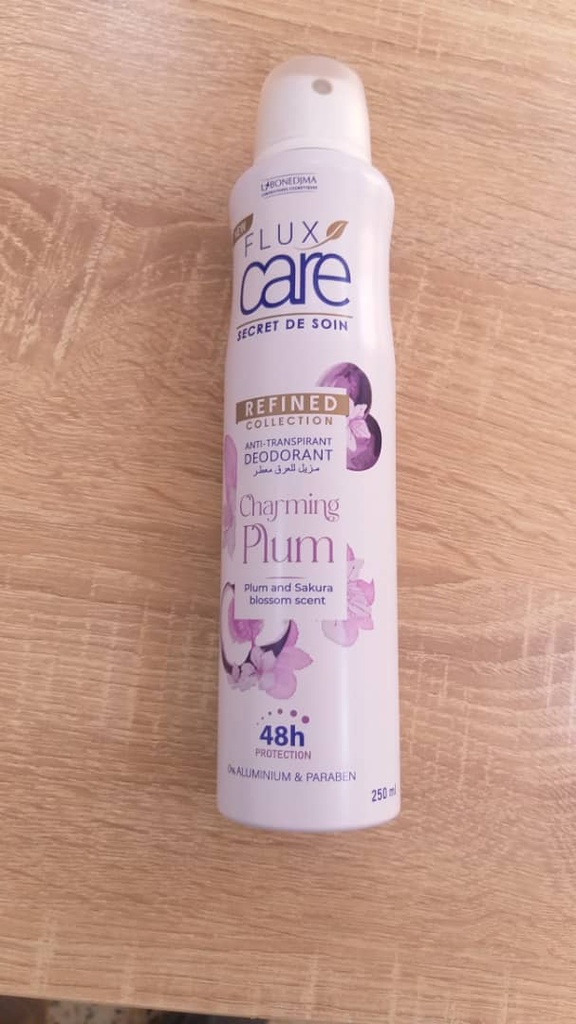 BONEDJMA
NEW
FLUX
care
SECRET DE SOIN
REFINED
COLLECTION
ANTI-TRANSPIRANT
DEODORANT
مزيل للعرق معطر
Charming
Plum
Plum and Sakura
blossom scent
48h
PROTECTION
0% ALUMINIUM & PARABEN
250 ml